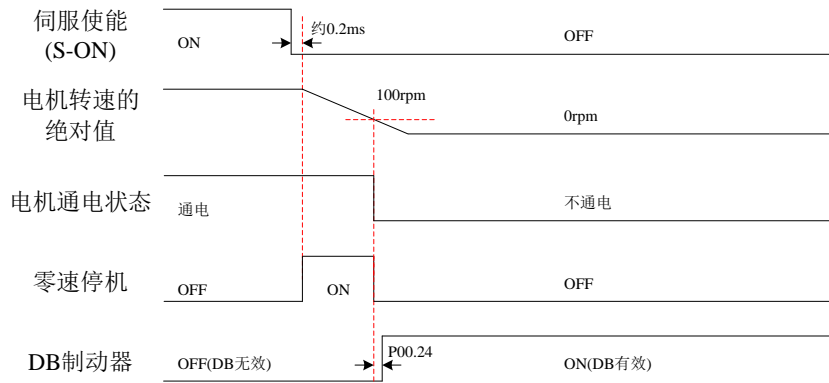 伺服使能
(S-ON)
ON
约0.2ms
OFF
电机转速的
绝对值
100rpm
0rpm
电机通电状态
通电
不通电
零速停机
OFF
ON
OFF
DB制动器
OFF(DB无效)
P00.24
ON(DB有效)